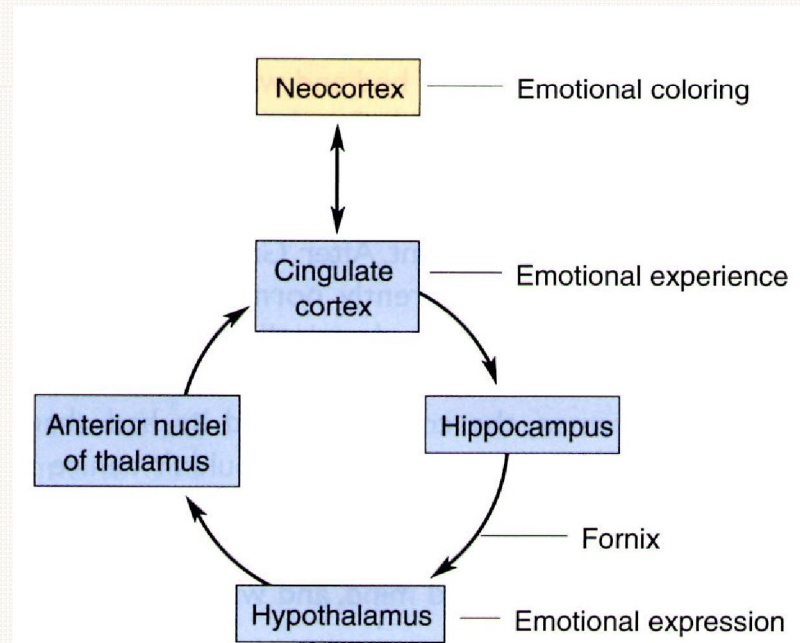 Neocortex
Emotional coloring
Cingulate
cortex
Emotional experience
Anterior nuclei
of thalamus
Hippocampus
Fornix
Hypothalamus
Emotional expression